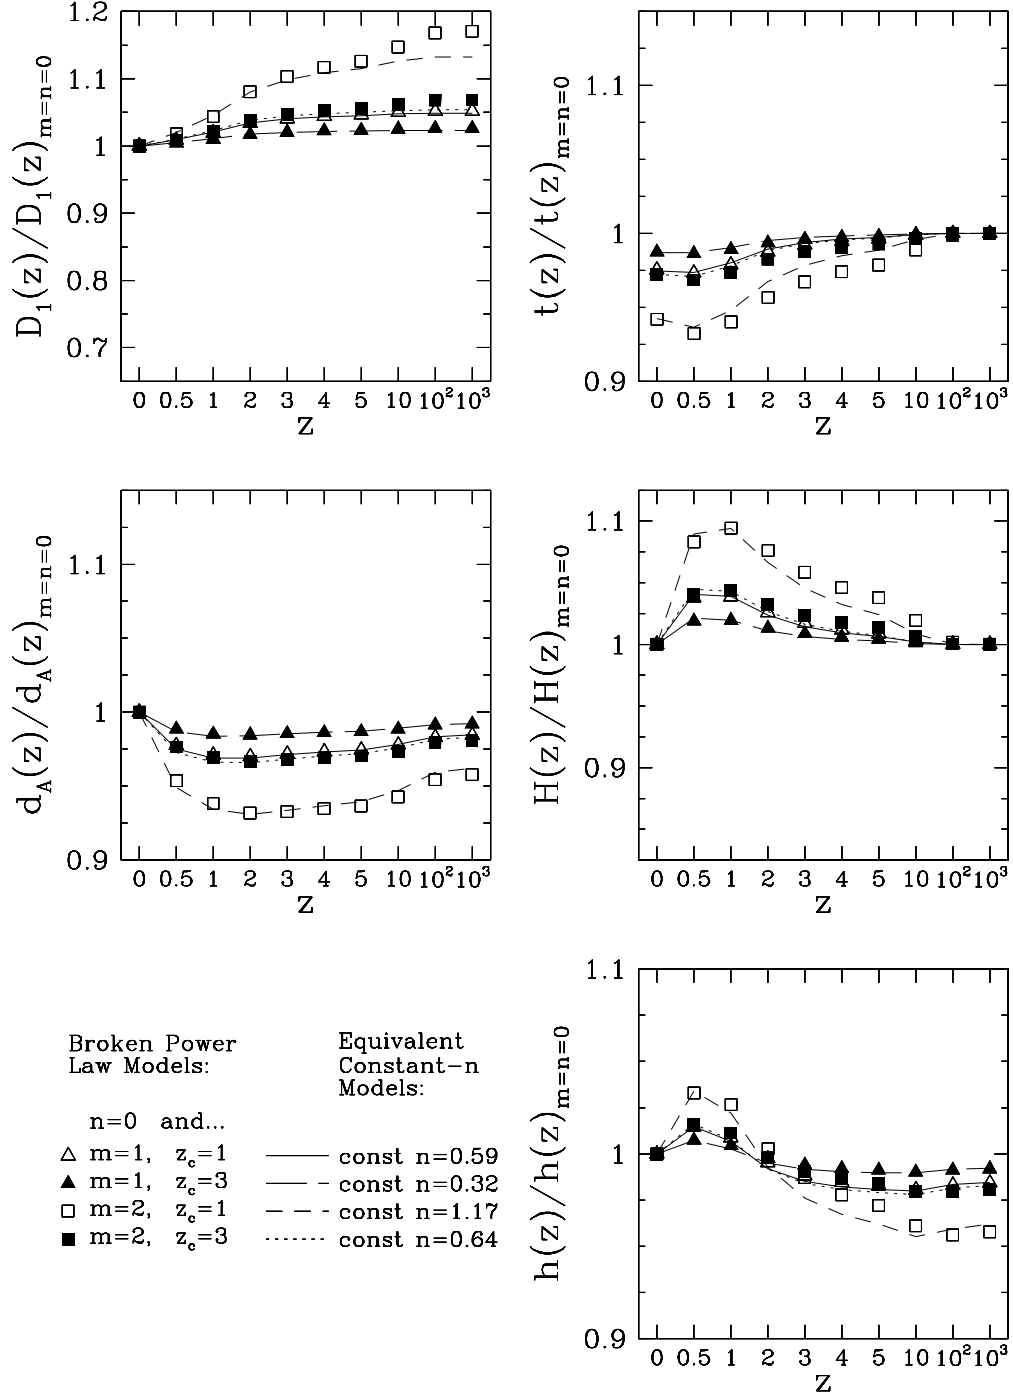 D₁(z)/D₁(z)ₘ₌ₙ₌₀
1.2
1.1
1
0.9
0.8
0.7
0 0.5 1 2 3 4 5 10 10² 10³
z
t(z)/t(z)ₘ₌ₙ₌₀
1.1
1
0.9
0 0.5 1 2 3 4 5 10 10² 10³
z
d_A(z)/d_A(z)ₘ₌ₙ₌₀
1.1
1
0.9
0 0.5 1 2 3 4 5 10 10² 10³
z
H(z)/H(z)ₘ₌ₙ₌₀
1.1
1
0.9
0 0.5 1 2 3 4 5 10 10² 10³
z
Broken Power
Law Models:
n=0 and...
m=1, z_c=1
m=1, z_c=3
m=2, z_c=1
m=2, z_c=3
Equivalent
Constant−n
Models:
const n=0.59
const n=0.32
const n=1.17
const n=0.64
h(z)/h(z)ₘ₌ₙ₌₀
1.1
1
0.9
0 0.5 1 2 3 4 5 10 10² 10³
z